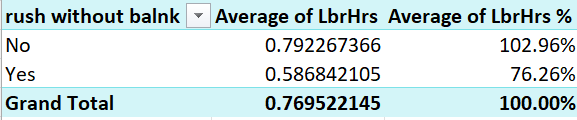 rush without balnk Average of LbrHrs Average of LbrHrs %
No 0.792267366 102.96%
Yes 0.586842105 76.26%
Grand Total 0.769522145 100.00%